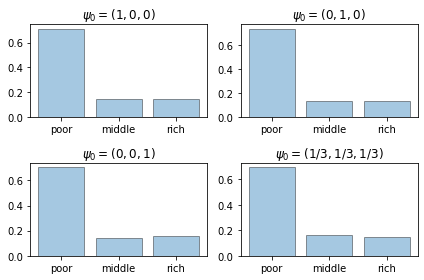 ψ₀ = (1, 0, 0)
0.6
0.4
0.2
0.0
poor middle rich
ψ₀ = (0, 1, 0)
0.6
0.4
0.2
0.0
poor middle rich
ψ₀ = (0, 0, 1)
0.6
0.4
0.2
0.0
poor middle rich
ψ₀ = (1/3, 1/3, 1/3)
0.6
0.4
0.2
0.0
poor middle rich